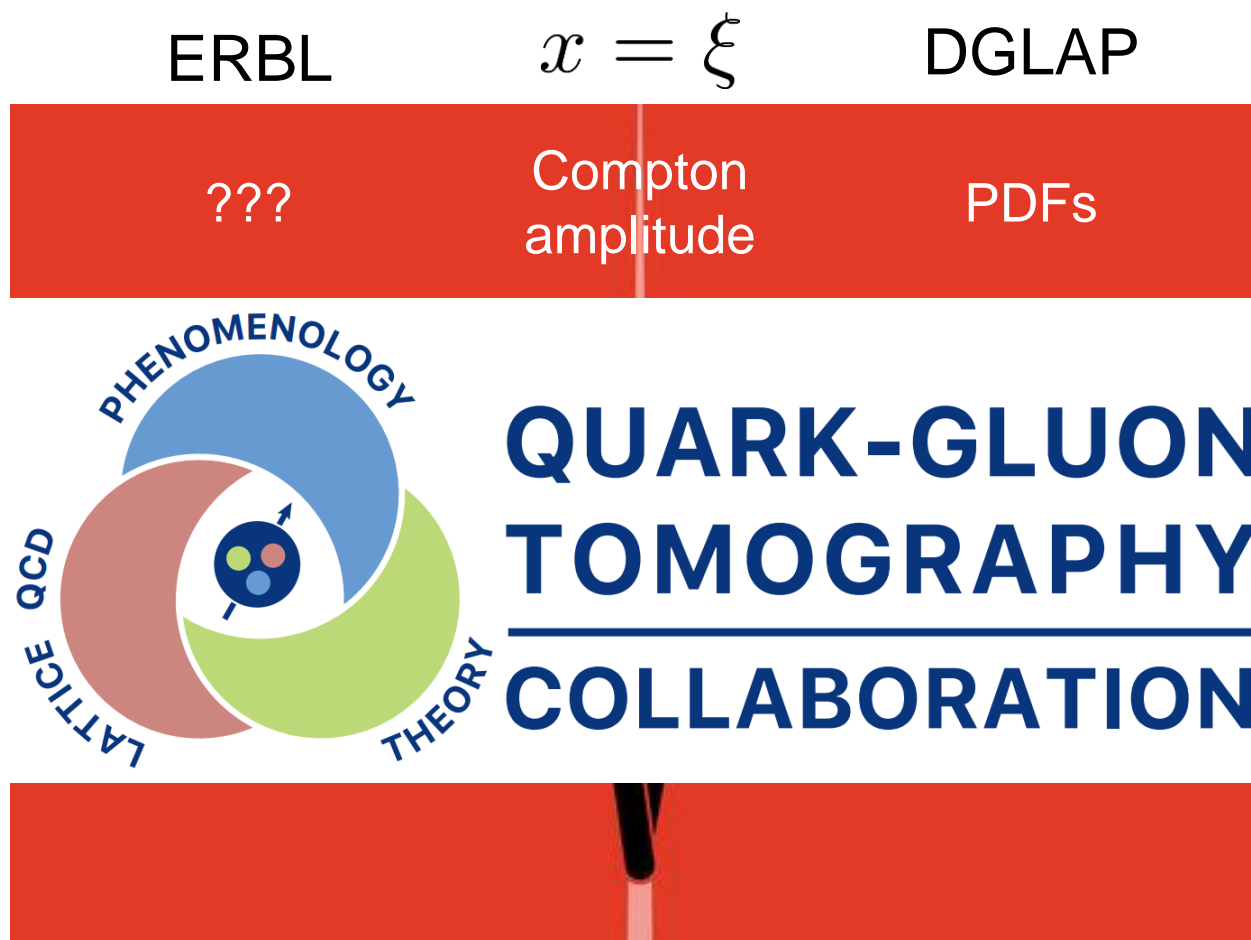 ERBL
x = ξ
DGLAP
???
Compton
amplitude
PDFs
PHENOMENOLOGY
LATTICE QCD
THEORY
QUARK-GLUON
TOMOGRAPHY
COLLABORATION